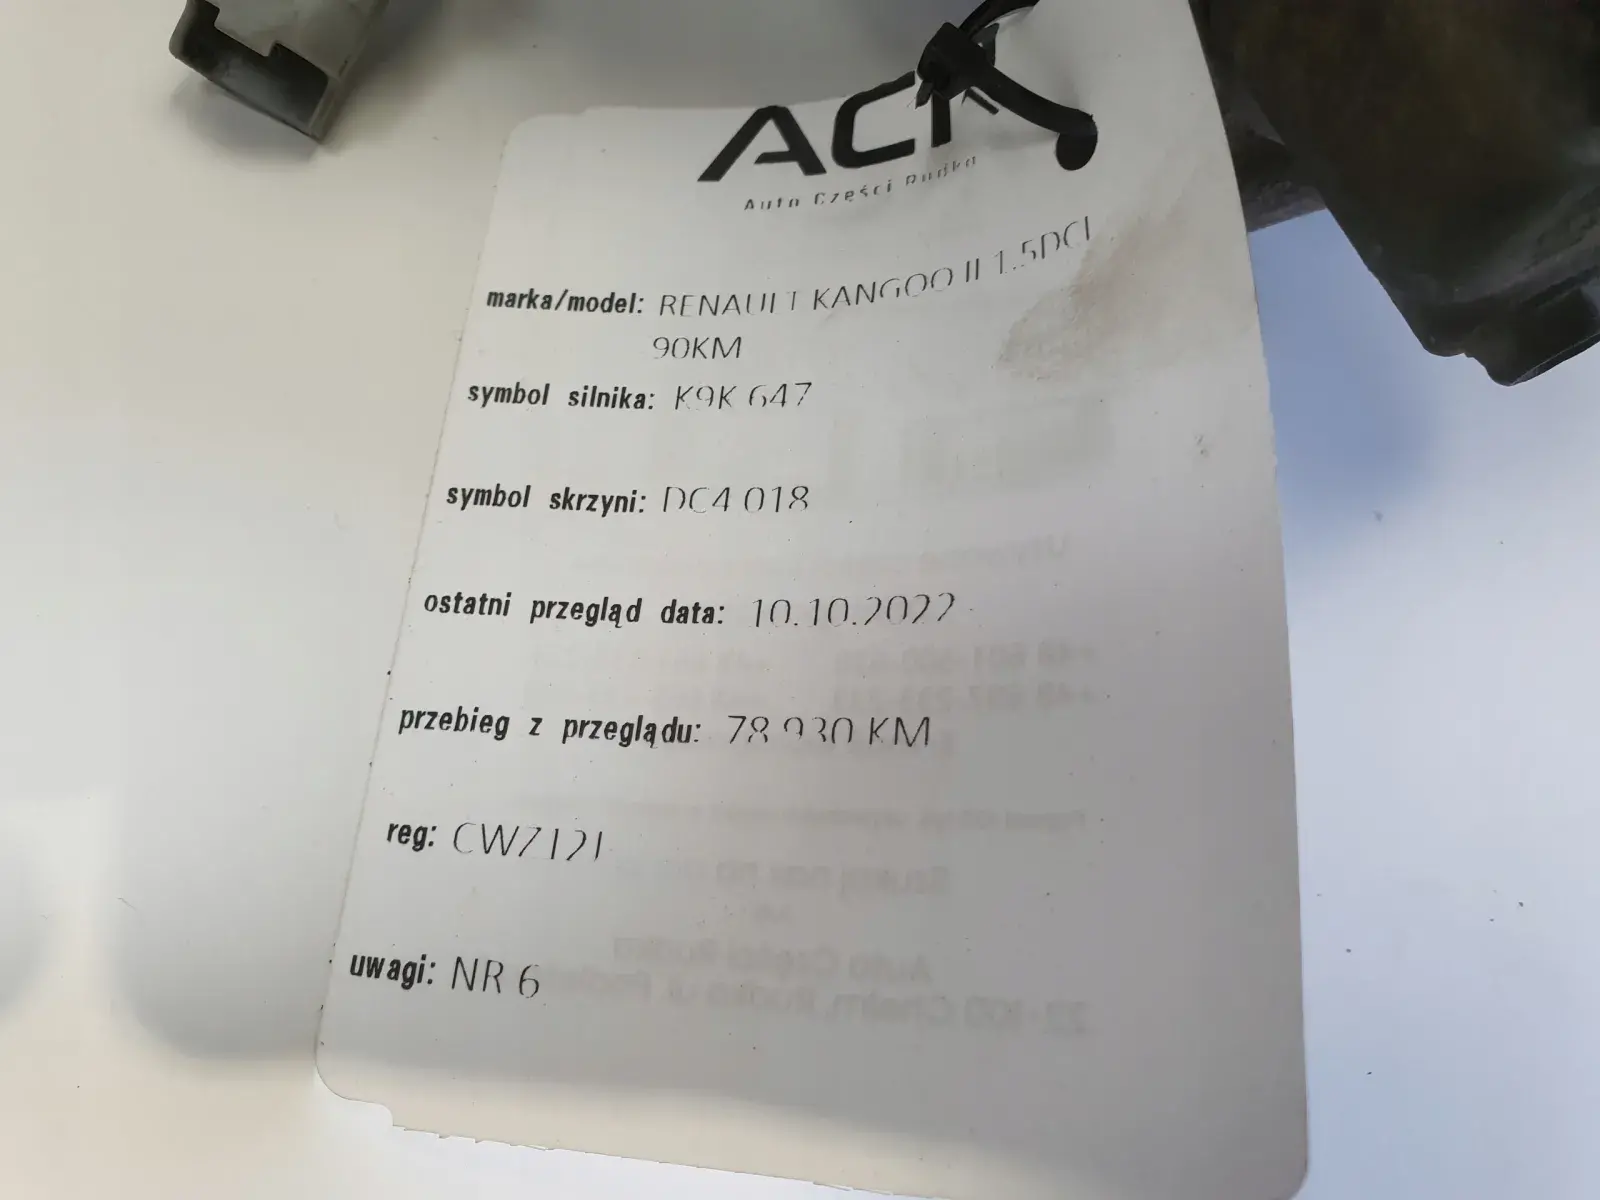 ACR
Auto Części Rudka
marka/model: RENAULT KANGOO II 1.5DCI
90KM
symbol silnika: K9K 647
symbol skrzyni: DC4 018
ostatni przegląd data: 10.10.2022
przebieg z przeglądu: 78 930 KM
reg:
uwagi: NR 6